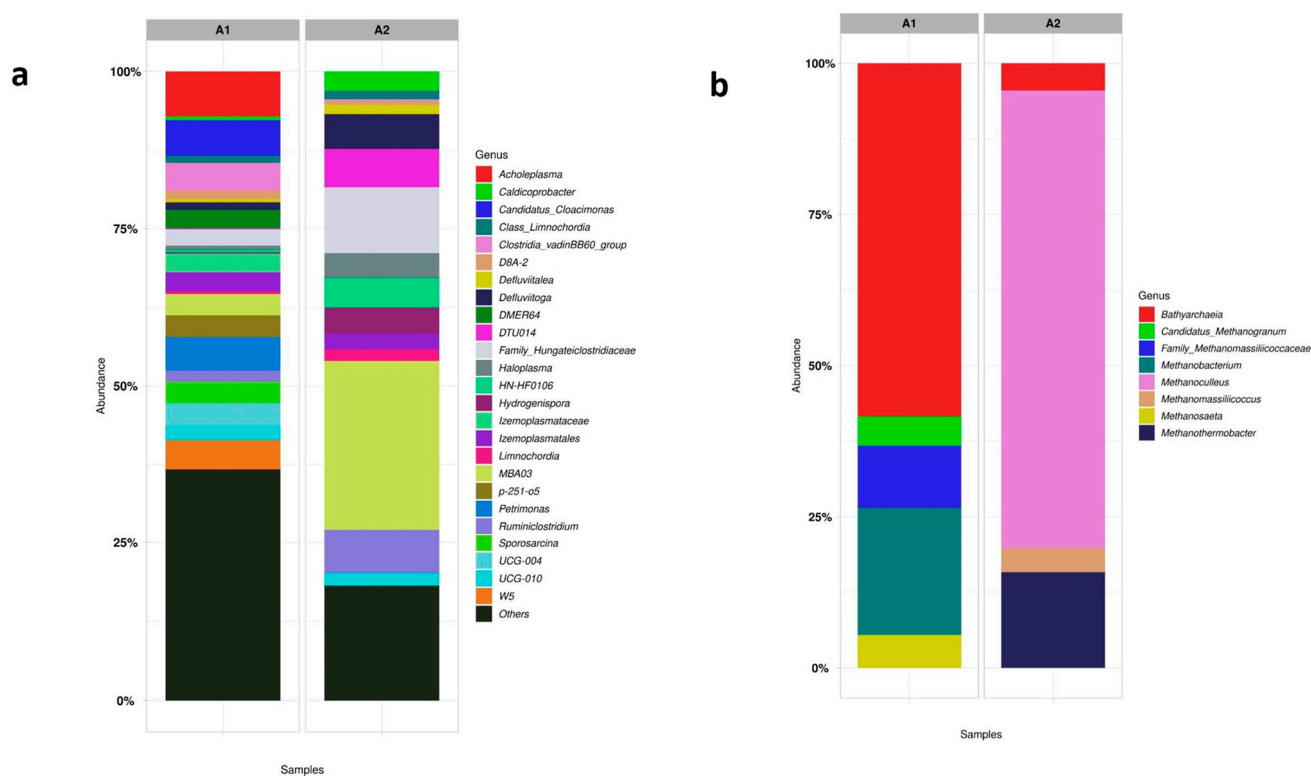 a
A1
A2
100%
75%
50%
25%
0%
Abundance
Samples
Genus
Acholeplasma
Caldicoprobacter
Candidatus_Cloacimonas
Class_Limnochordia
Clostridia_vadinBB60_group
D8A-2
Defluviitalea
Defluviitoga
DMER64
DTU014
Family_Hungateiclostridiaceae
Haloplasma
HN-HF0106
Hydrogenispora
Izemoplasmataceae
Izemoplasmatales
Limnochordia
MBA03
p-251-o5
Petrimonas
Ruminiclostridium
Sporosarcina
UCG-004
UCG-010
W5
Others
b
A1
A2
100%
75%
50%
25%
0%
Abundance
Samples
Genus
Bathyarchaeia
Candidatus_Methanogranum
Family_Methanomassiliicoccaceae
Methanobacterium
Methanoculleus
Methanomassiliicoccus
Methanosaeta
Methanothermobacter